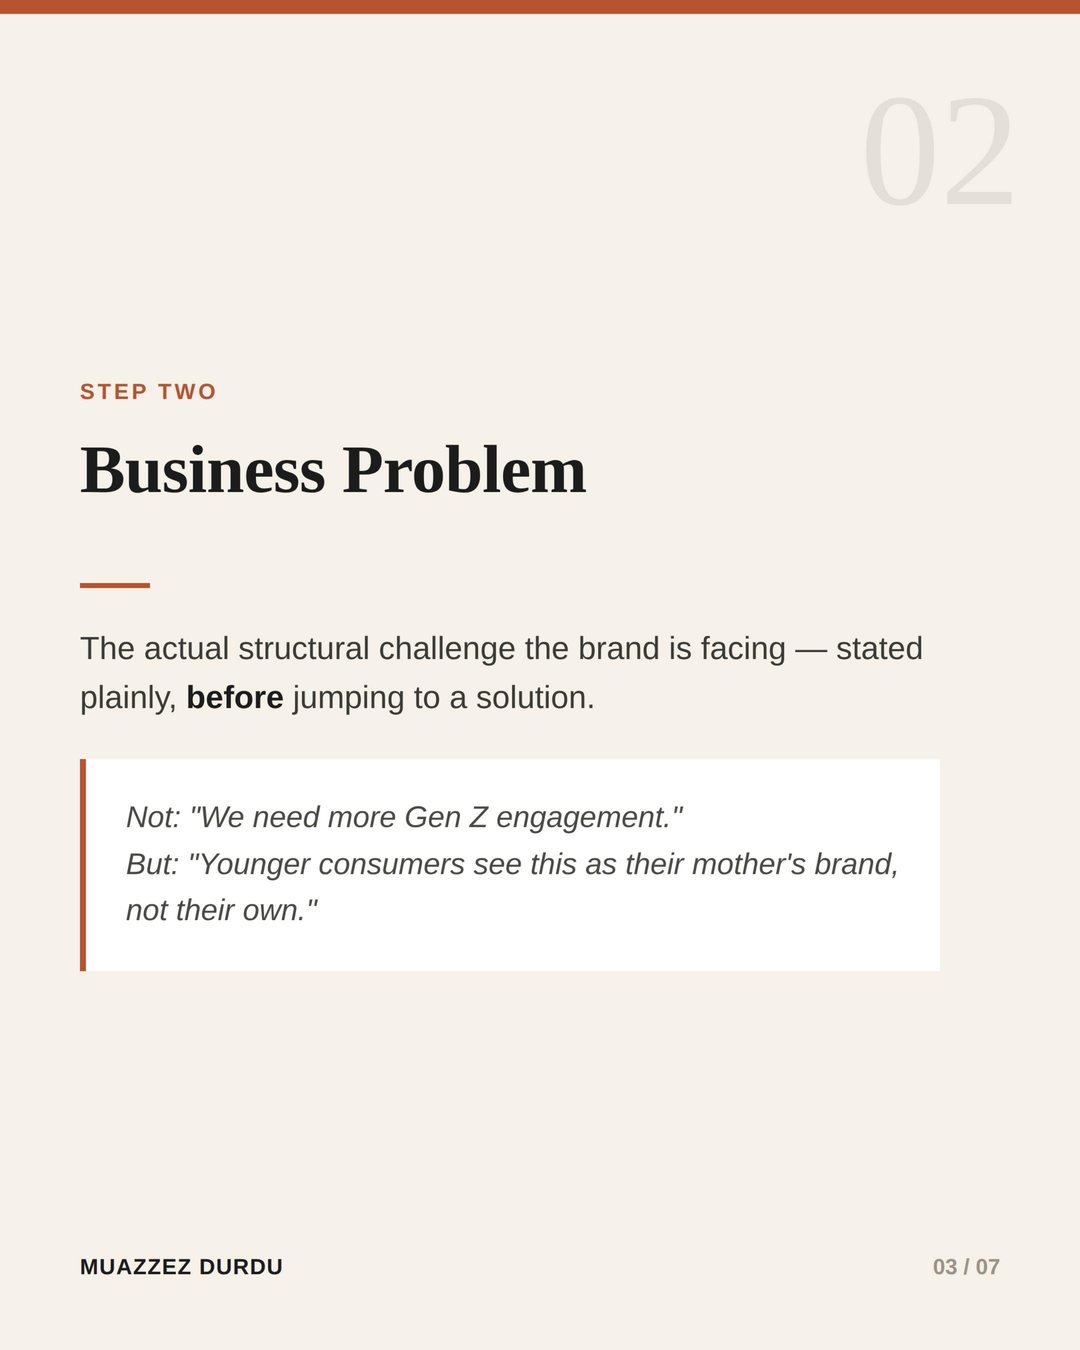 02
STEP TWO
Business Problem
The actual structural challenge the brand is facing — stated
plainly, before jumping to a solution.
Not: "We need more Gen Z engagement."
But: "Younger consumers see this as their mother's brand,
not their own."
MUAZZEZ DURDU
03 / 07